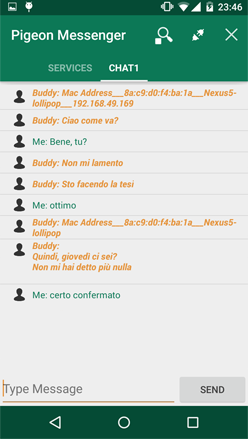 23:46
Pigeon Messenger
SERVICES
CHAT1
Buddy: Mac Address___8a:c9:d0:f4:ba:1a___Nexus5-
lollipop___192.168.49.169
Buddy: Ciao come va?
Me: Bene, tu?
Buddy: Non mi lamento
Buddy: Sto facendo la tesi
Me: ottimo
Buddy: Mac Address___8a:c9:d0:f4:ba:1a___Nexus5-
lollipop
Buddy:
Quindi, giovedì ci sei?
Non mi hai detto più nulla
Me: certo confermato
Type Message
SEND